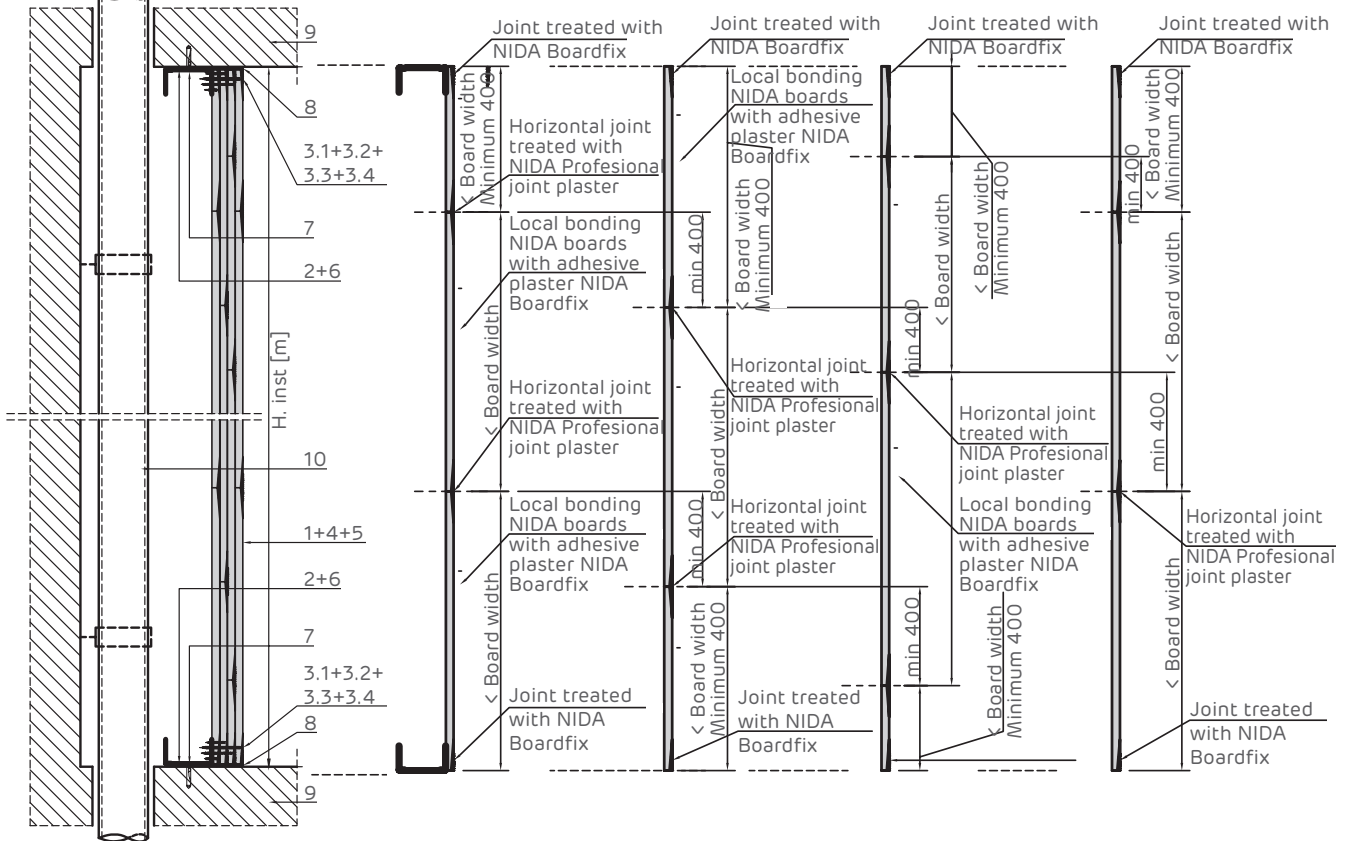 9
8
3.1+3.2+
3.3+3.4
7
2+6
H. inst [m]
10
1+4+5
2+6
7
3.1+3.2+
3.3+3.4
8
9
Joint treated with
NIDA Boardfix
< Board width
Minimum 400
Horizontal joint
treated with
NIDA Profesional
joint plaster
Local bonding
NIDA boards
with adhesive
plaster NIDA
Boardfix
< Board width
Horizontal joint
treated with
NIDA Profesional
joint plaster
Local bonding
NIDA boards
with adhesive
plaster NIDA
Boardfix
< Board width
Joint treated
with NIDA
Boardfix
Joint treated with
NIDA Boardfix
Local bonding
NIDA boards
with adhesive
plaster NIDA
Boardfix
min 400
< Board width
Minimum 400
Horizontal joint
treated with
NIDA Profesional
joint plaster
< Board width
min 400
Horizontal joint
treated with
NIDA Profesional
joint plaster
< Board width
Minimum 400
Joint treated
with NIDA
Boardfix
Joint treated with
NIDA Boardfix
< Board width
Minimum 400
< Board width
min 400
Horizontal joint
treated with
NIDA Profesional
joint plaster
Local bonding
NIDA boards
with adhesive
plaster NIDA
Boardfix
min 400
< Board width
Minimum 400
Joint treated with
NIDA Boardfix
min 400
< Board width
Minimum 400
< Board width
min 400
Horizontal joint
treated with
NIDA Profesional
joint plaster
< Board width
Joint treated
with NIDA
Boardfix